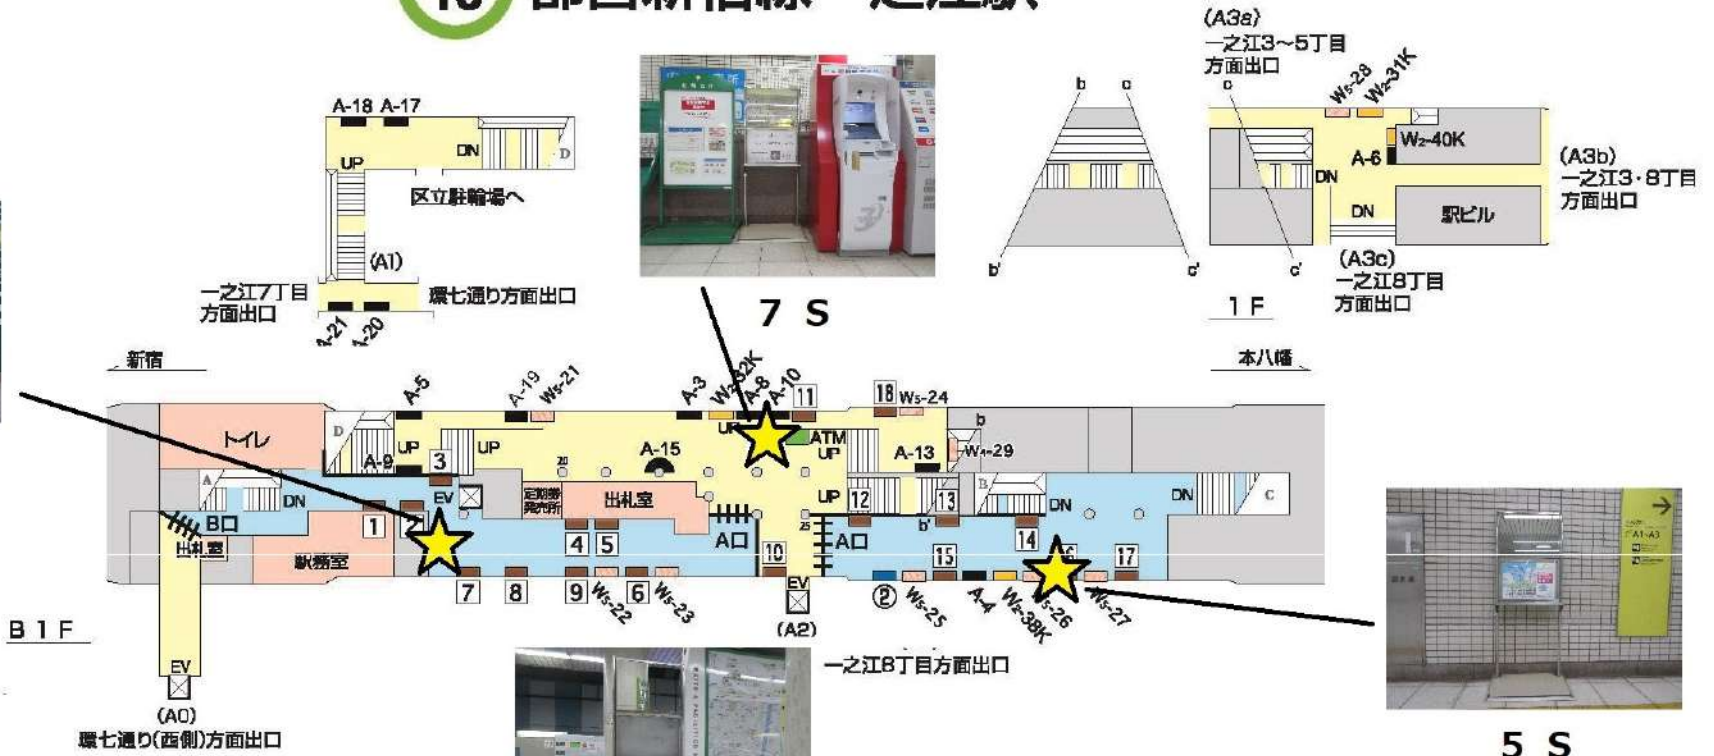 (A3a)
一之江3～5丁目
方面出口
A-18 A-17
UP
DN
D
区立駐輪場へ
(A1)
一之江7丁目
方面出口
環七通り方面出口
A-20
7 S
b
c
b'
c'
c
W₅-28
W₂-31K
W₂-40K
A-6
DN
DN
駅ビル
c'
(A3b)
一之江3・8丁目
方面出口
(A3c)
一之江8丁目
方面出口
1F
新宿
本八幡
A-5
A-19
W₅-21
A-3
A-8
A-10
11
18
W₅-24
トイレ
D
UP
UP
A-9
3
20
A-15
UP
ATM
UP
A-13
b
A
DN
EV
定期券
発売所
出札室
UP
12
13
B
DN
DN
C
B口
1
2
4
5
A口
25
A口
b'
15
14
17
出札室
駅務室
10
7
8
9
W₅-22
6
W₅-23
EV
②
W₅-25
A-4
W₂-38K
W₅-26
W₅-27
(A2)
一之江8丁目方面出口
B1F
EV
(A0)
環七通り(西側)方面出口
A1-A3
5 S